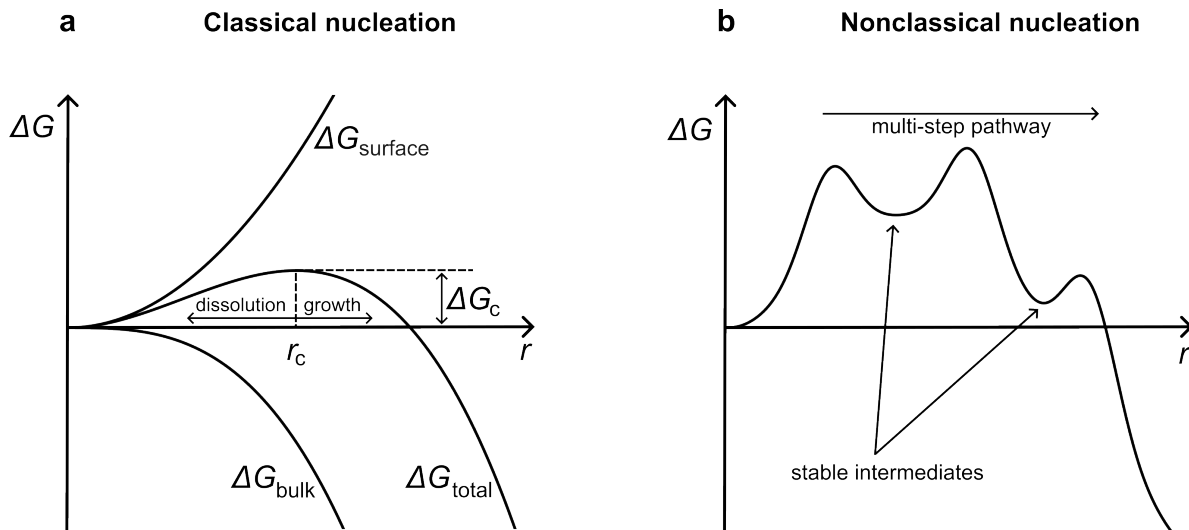 a Classical nucleation
ΔG
ΔGsurface
dissolution growth
ΔGc
rc
r
ΔGbulk
ΔGtotal
b Nonclassical nucleation
ΔG
multi-step pathway
r
stable intermediates